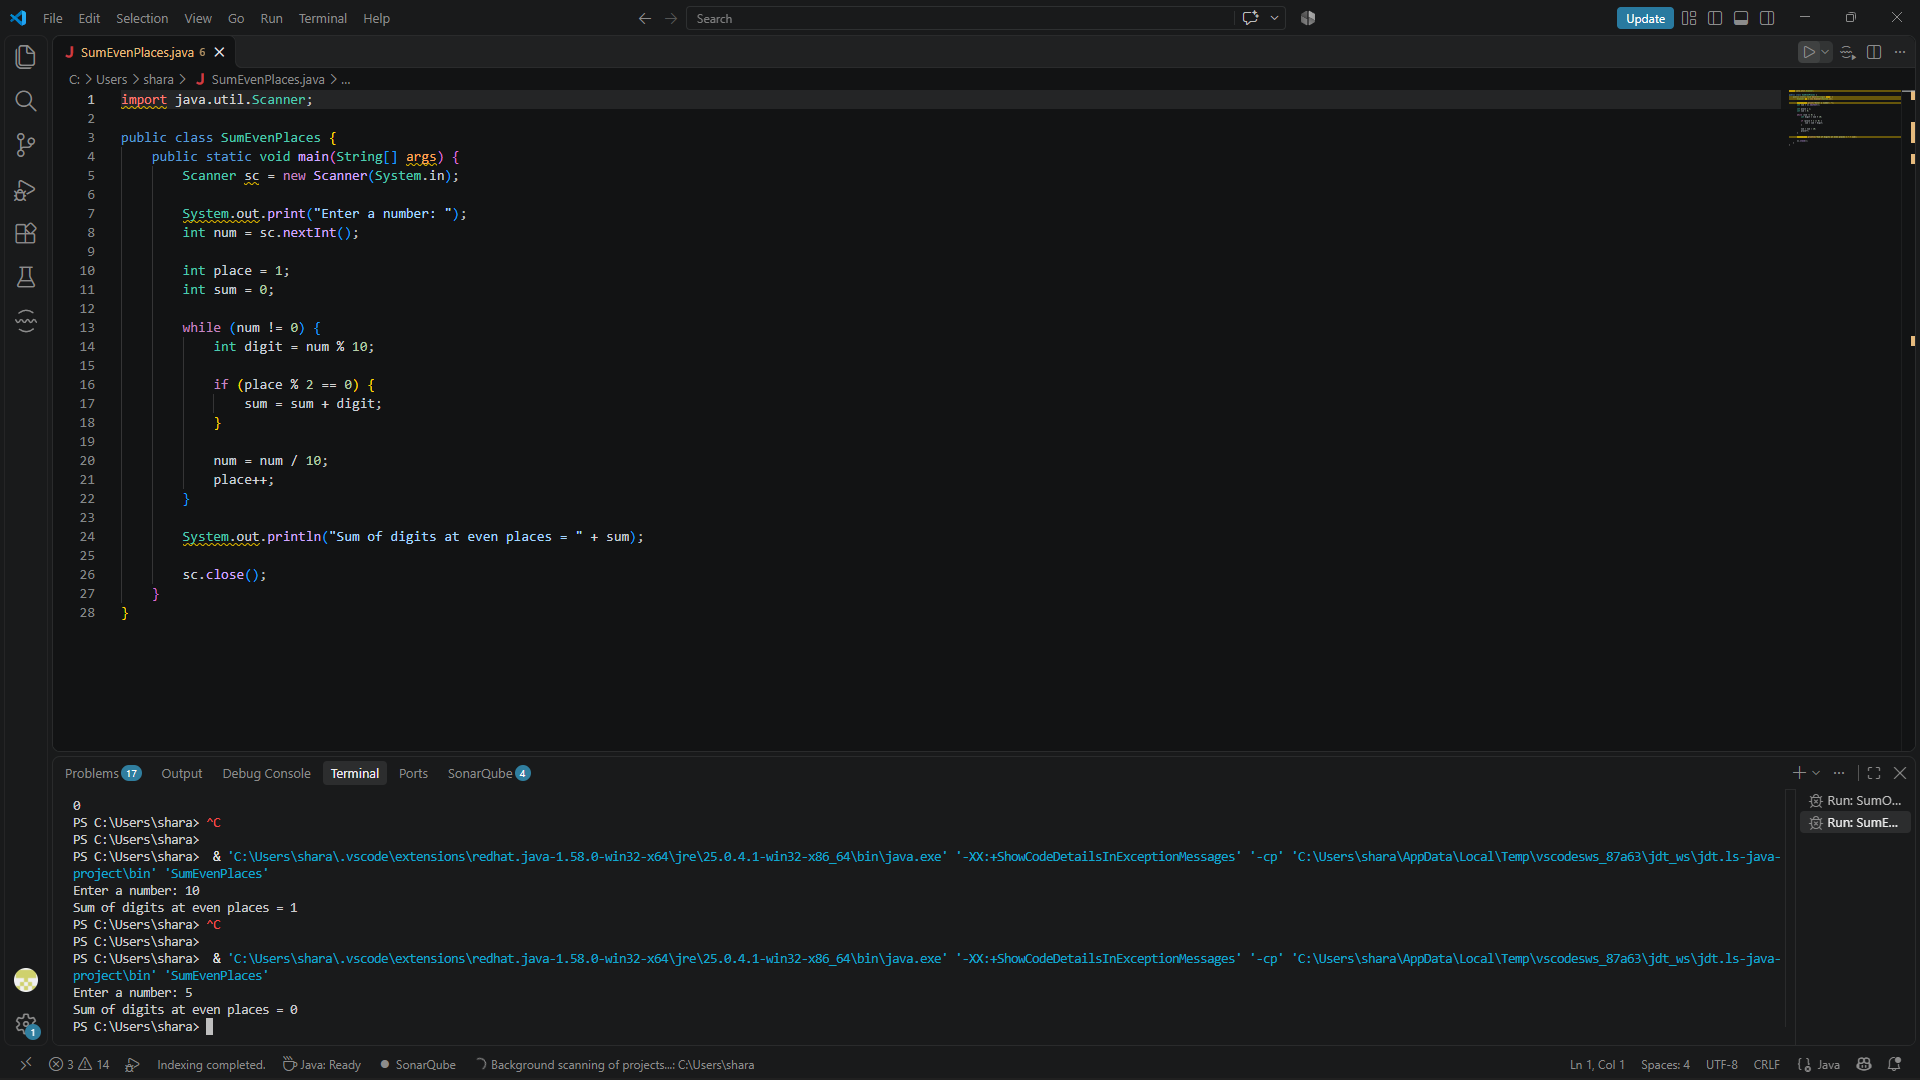 File Edit Selection View Go Run Terminal Help
Search
Update
SumEvenPlaces.java 6
C: > Users > shara > SumEvenPlaces.java > ...
1 import java.util.Scanner;
2
3 public class SumEvenPlaces {
4 public static void main(String[] args) {
5 Scanner sc = new Scanner(System.in);
6
7 System.out.print("Enter a number: ");
8 int num = sc.nextInt();
9
10 int place = 1;
11 int sum = 0;
12
13 while (num != 0) {
14 int digit = num % 10;
15
16 if (place % 2 == 0) {
17 sum = sum + digit;
18 }
19
20 num = num / 10;
21 place++;
22 }
23
24 System.out.println("Sum of digits at even places = " + sum);
25
26 sc.close();
27 }
28 }
Problems 17 Output Debug Console Terminal Ports SonarQube 4
0
PS C:\Users\shara> ^C
PS C:\Users\shara>
PS C:\Users\shara> & 'C:\Users\shara\.vscode\extensions\redhat.java-1.58.0-win32-x64\jre\25.0.4.1-win32-x86_64\bin\java.exe' '-XX:+ShowCodeDetailsInExceptionMessages' '-cp' 'C:\Users\shara\AppData\Local\Temp\vscodesws_87a63\jdt_ws\jdt.ls-java-
project\bin' 'SumEvenPlaces'
Enter a number: 10
Sum of digits at even places = 1
PS C:\Users\shara> ^C
PS C:\Users\shara>
PS C:\Users\shara> & 'C:\Users\shara\.vscode\extensions\redhat.java-1.58.0-win32-x64\jre\25.0.4.1-win32-x86_64\bin\java.exe' '-XX:+ShowCodeDetailsInExceptionMessages' '-cp' 'C:\Users\shara\AppData\Local\Temp\vscodesws_87a63\jdt_ws\jdt.ls-java-
project\bin' 'SumEvenPlaces'
Enter a number: 5
Sum of digits at even places = 0
PS C:\Users\shara>
Run: SumO...
Run: SumE...
1
3 14 Indexing completed. Java: Ready SonarQube Background scanning of projects...: C:\Users\shara
Ln 1, Col 1 Spaces: 4 UTF-8 CRLF {} Java